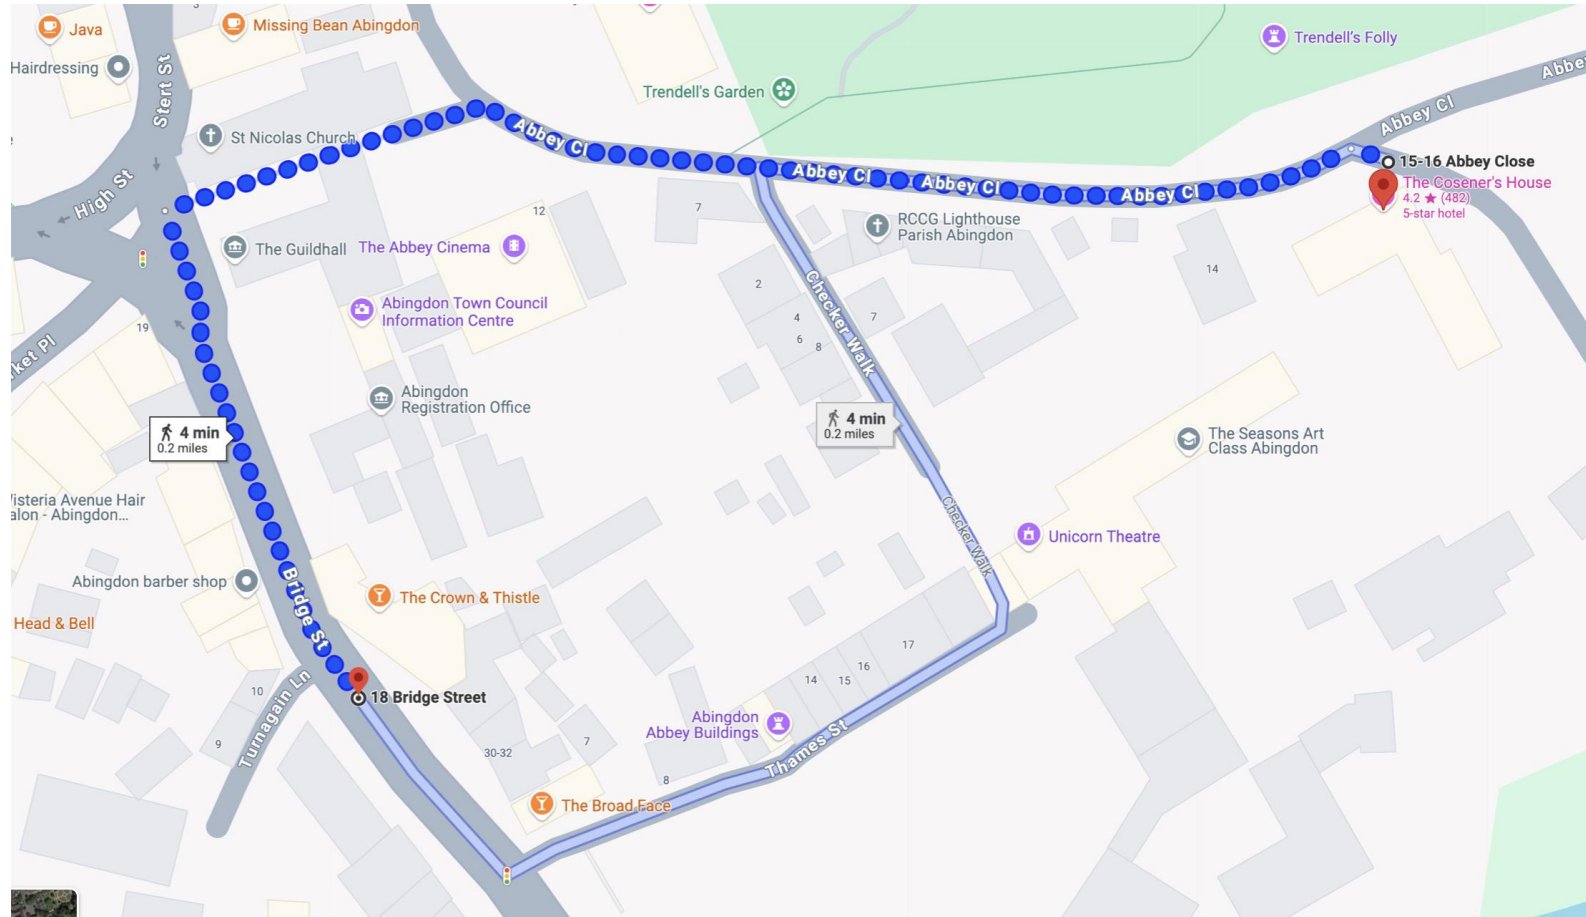 Java
Missing Bean Abingdon
3
Hairdressing
Stert St
Trendell's Folly
Trendell's Garden
Abbey Cl
Abbey Cl
St Nicolas Church
High St
Abbey Cl
Abbey Cl
Abbey Cl
15-16 Abbey Close
The Cosener's House
4.2 ★ (482)
5-star hotel
7
12
RCCG Lighthouse
Parish Abingdon
The Guildhall
The Abbey Cinema
14
2
Checker Walk
Abingdon Town Council
Information Centre
4
7
6
8
19
Abingdon
Registration Office
4 min
0.2 miles
4 min
0.2 miles
The Seasons Art
Class Abingdon
isteria Avenue Hair
alon - Abingdon...
Checker Walk
Unicorn Theatre
Abingdon barber shop
Bridge St
The Crown & Thistle
Head & Bell
17
16
14
15
10
Turnagain Ln
18 Bridge Street
9
Abingdon
Abbey Buildings
30-32
7
8
Thames St
The Broad Face